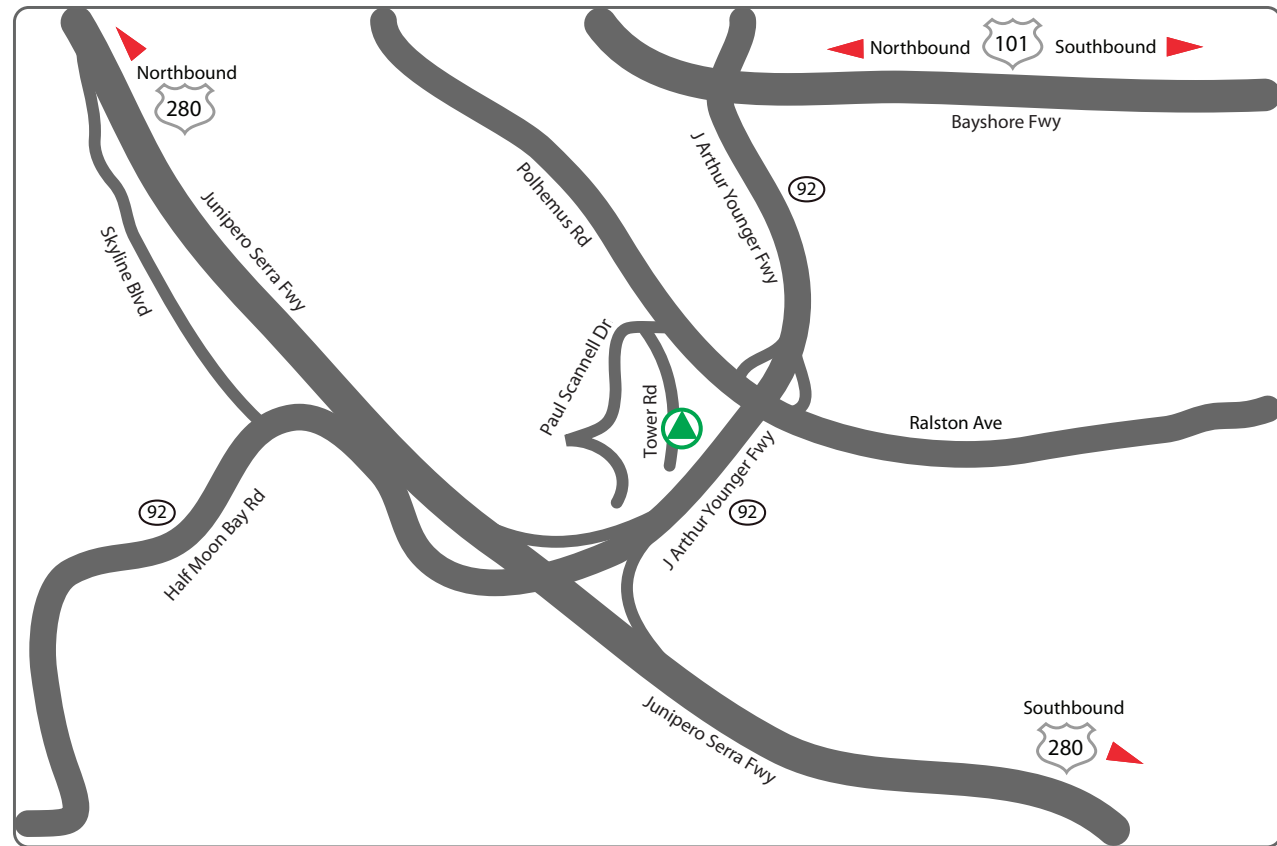 Northbound 101 Southbound
Northbound
280
Bayshore Fwy
J Arthur Younger Fwy
92
Polhemus Rd
Junipero Serra Fwy
Skyline Blvd
Paul Scannell Dr
Tower Rd
Ralston Ave
J Arthur Younger Fwy
92
92
Half Moon Bay Rd
Junipero Serra Fwy
Southbound
280